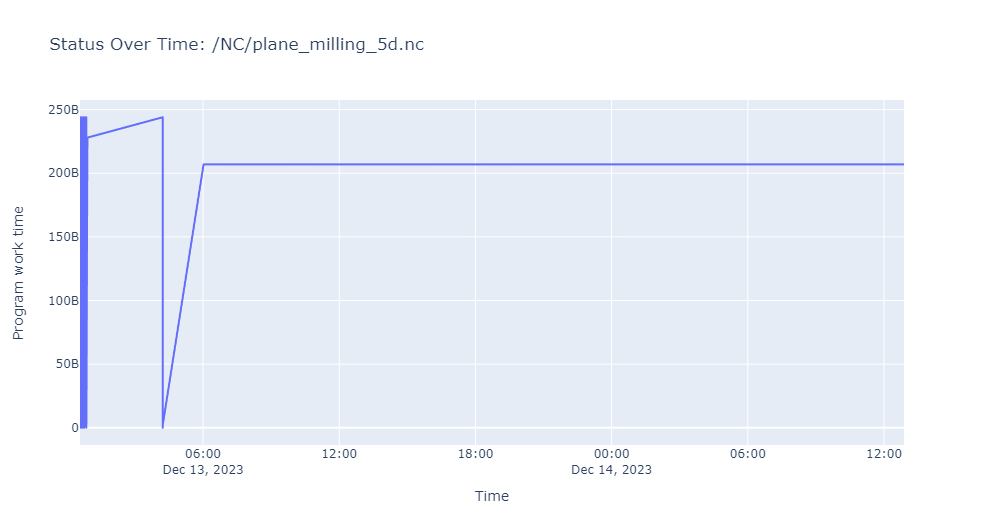 Status Over Time: /NC/plane_milling_5d.nc
250B
200B
150B
100B
50B
0
Program work time
06:00
Dec 13, 2023
12:00
18:00
00:00
Dec 14, 2023
06:00
12:00
Time